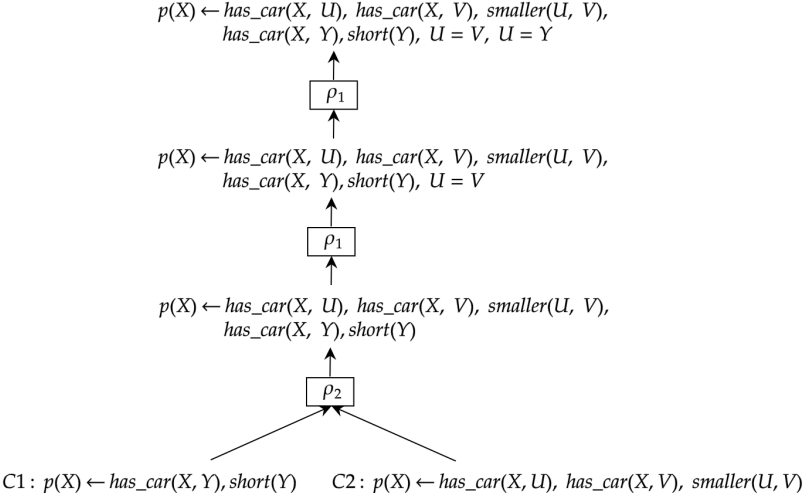 p(X) ← has_car(X, U), has_car(X, V), smaller(U, V),
has_car(X, Y), short(Y), U = V, U = Y
ρ₁
p(X) ← has_car(X, U), has_car(X, V), smaller(U, V),
has_car(X, Y), short(Y), U = V
ρ₁
p(X) ← has_car(X, U), has_car(X, V), smaller(U, V),
has_car(X, Y), short(Y)
ρ₂
C1: p(X) ← has_car(X, Y), short(Y)
C2: p(X) ← has_car(X, U), has_car(X, V), smaller(U, V)